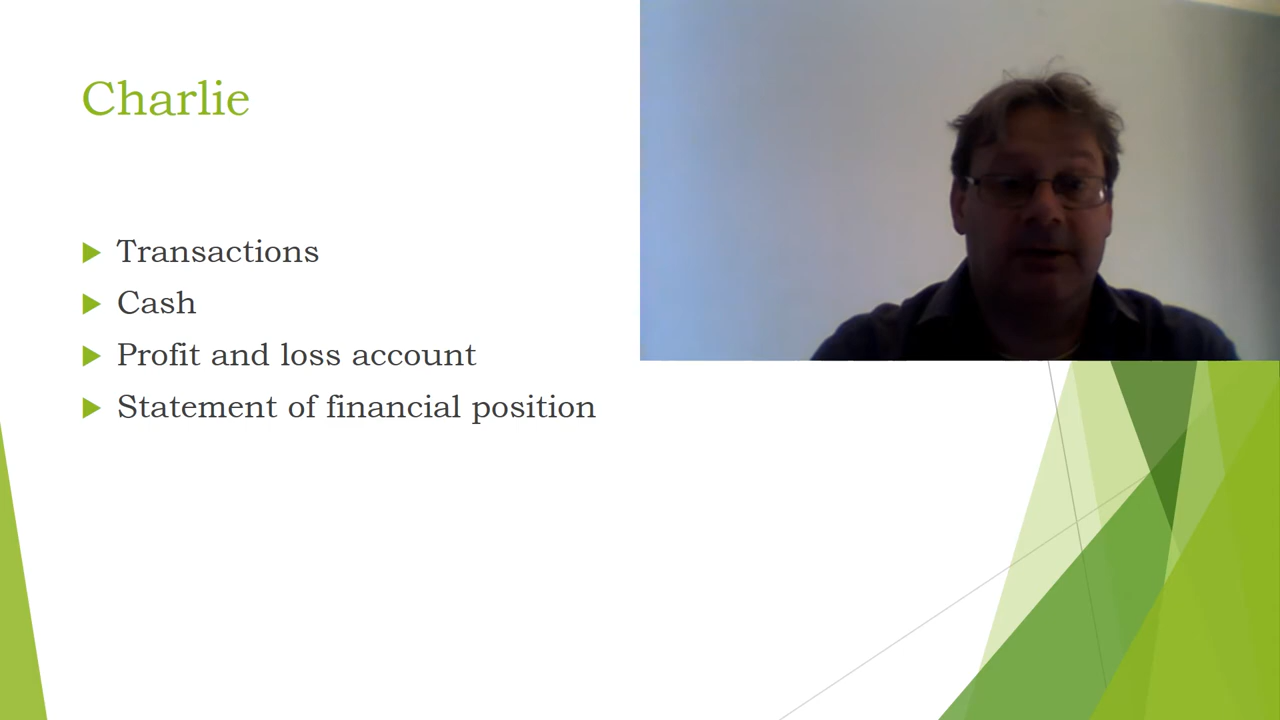 Charlie
Transactions
Cash
Profit and loss account
Statement of financial position